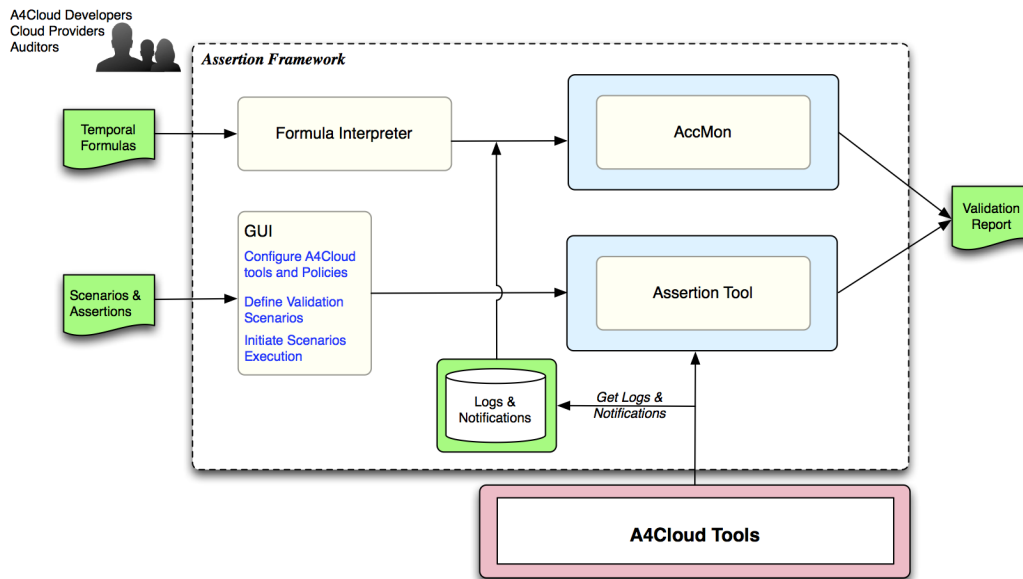 A4Cloud Developers
Cloud Providers
Auditors
Assertion Framework
Temporal
Formulas
Formula Interpreter
AccMon
Validation
Report
GUI
Configure A4Cloud
tools and Policies
Define Validation
Scenarios
Initiate Scenarios
Execution
Scenarios &
Assertions
Assertion Tool
Logs &
Notifications
Get Logs &
Notifications
A4Cloud Tools